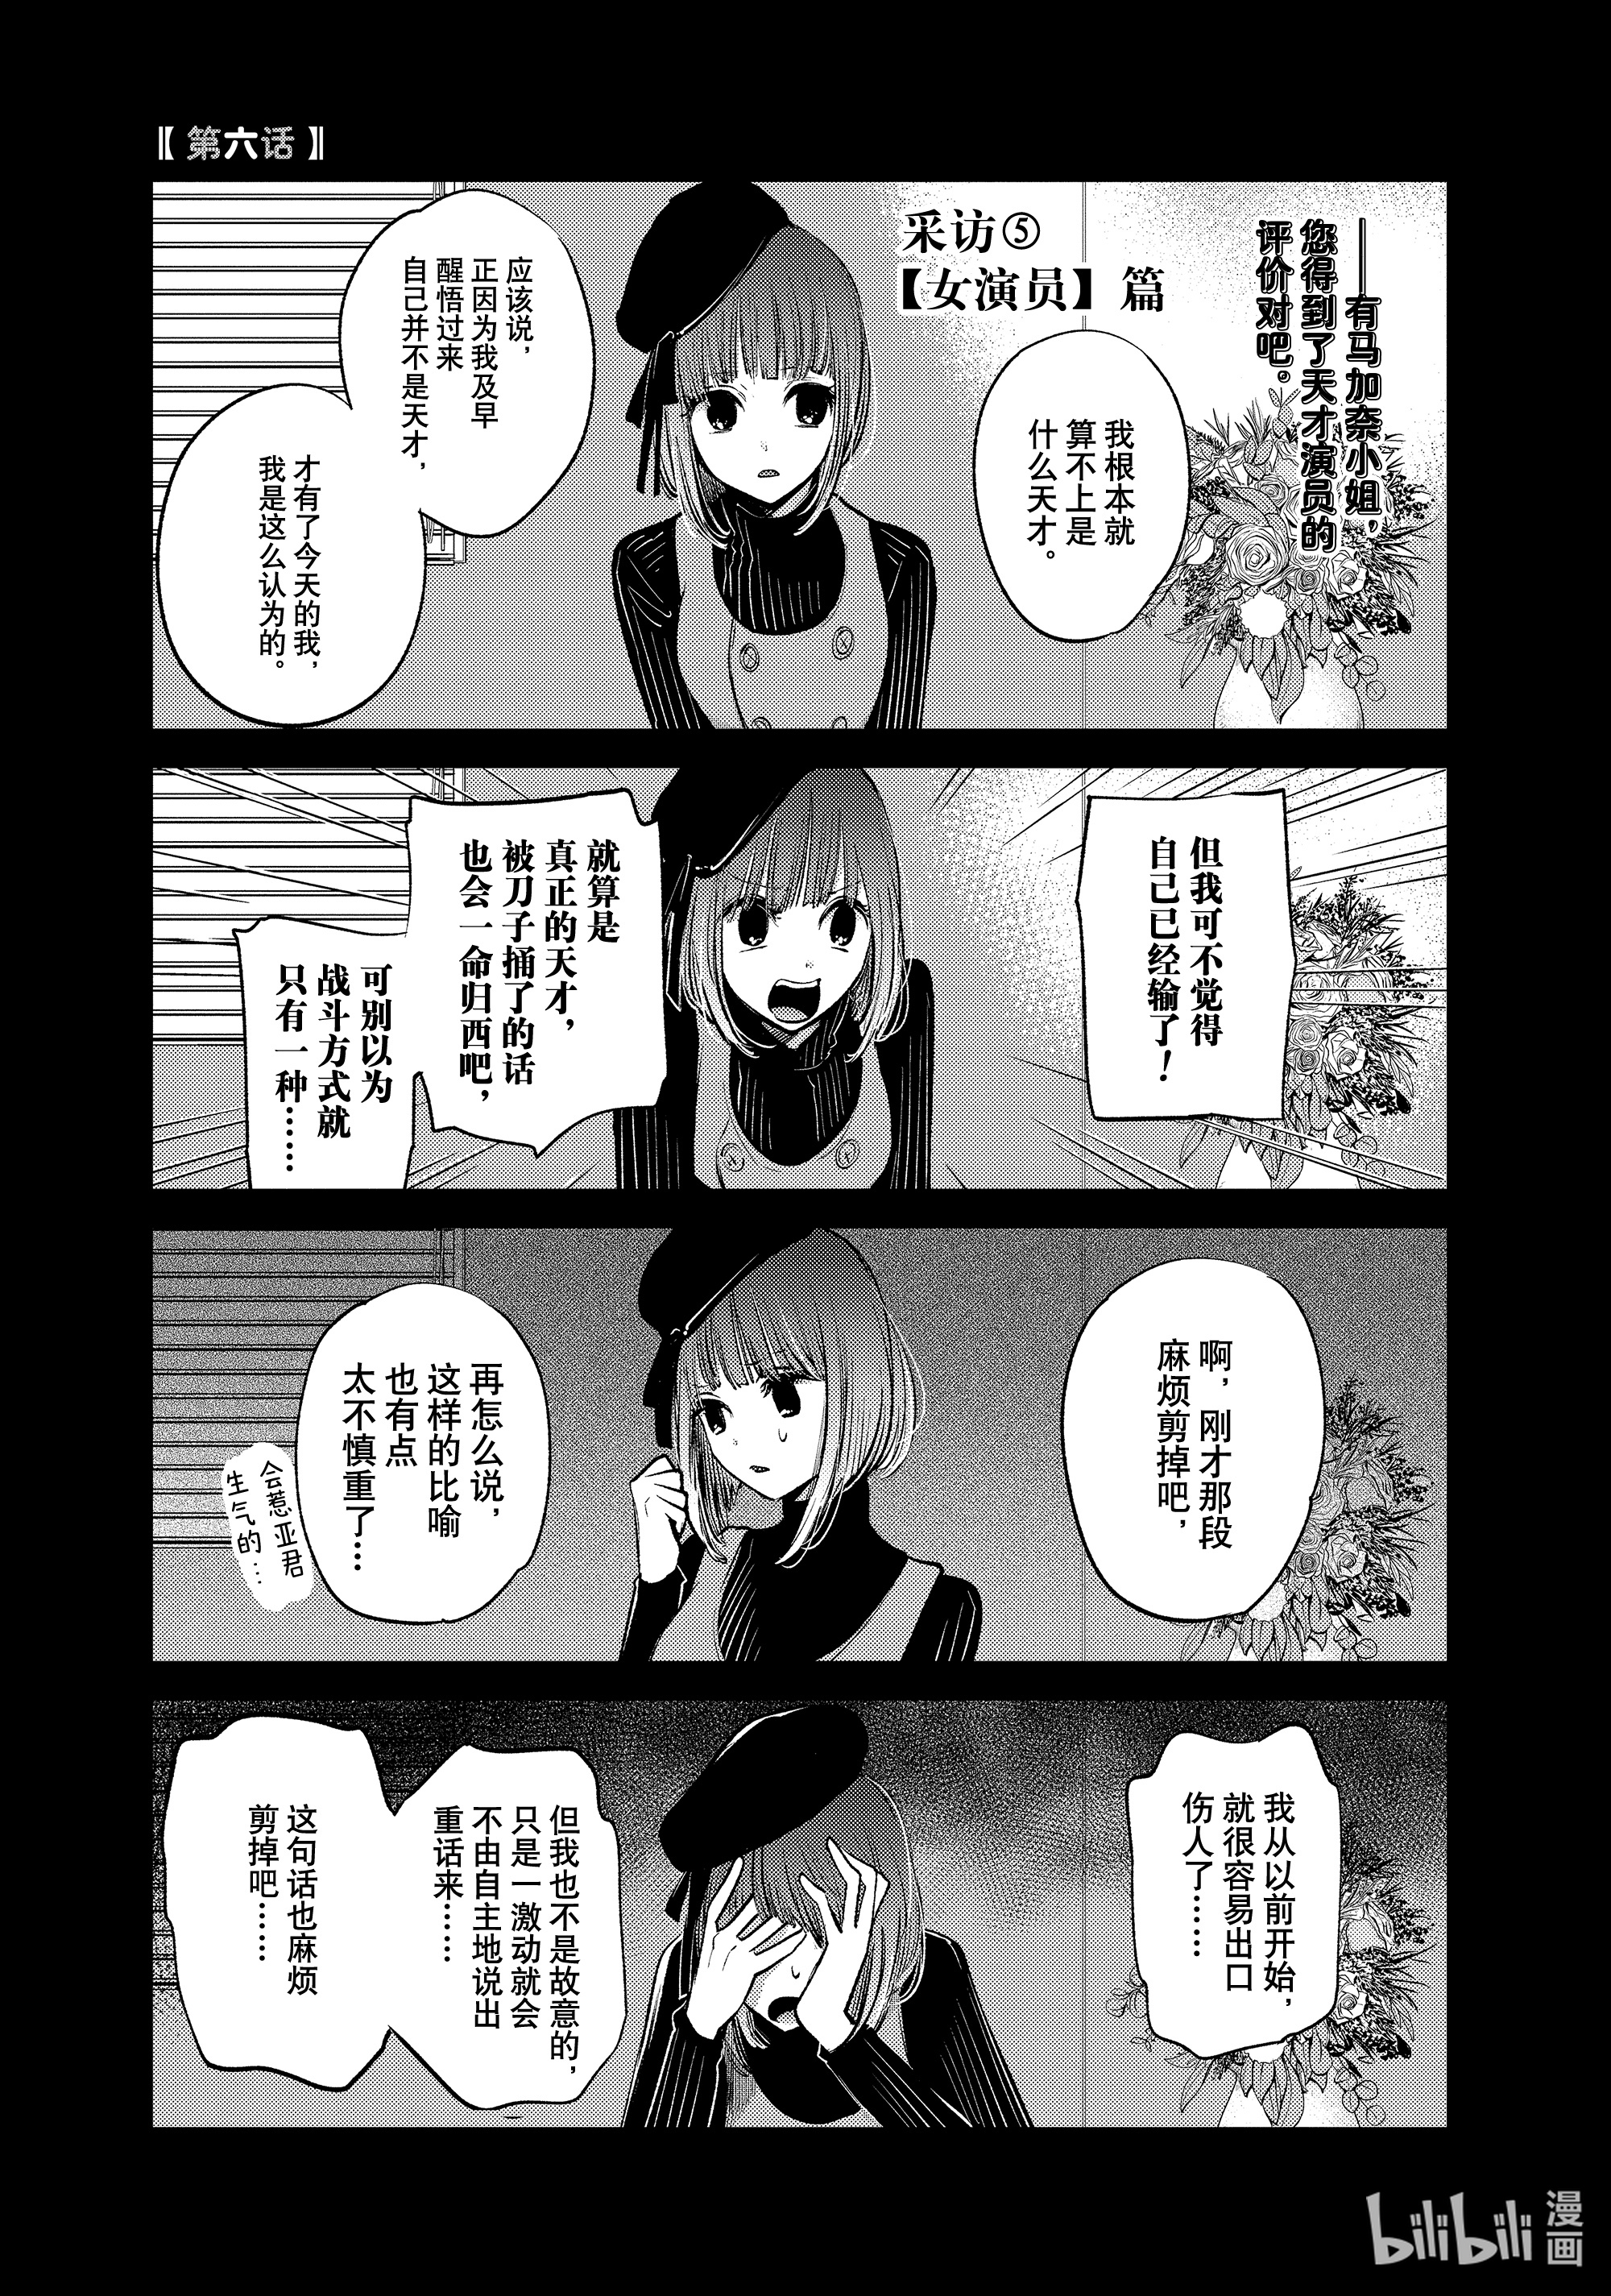 【第六话】
采访⑤
【女演员】篇
——有马加奈小姐，
您得到了天才演员的
评价对吧。
我根本就
算不上是
什么天才。
应该说，
正因为我及早
醒悟过来
自己并不是天才，
才有了今天的我，
我是这么认为的。
但我可不觉得
自己已经输了！
就算是
真正的天才，
被刀子捅了的话
也会一命归西吧，
可别以为
战斗方式就
只有一种……
啊，刚才那段
麻烦剪掉吧，
再怎么说，
这样的比喻
也有点
太不慎重了…
会惹亚君
生气的…
我从以前开始，
就很容易出口
伤人了……
但我也不是故意的，
只是一激动就会
不由自主地说出
重话来……
这句话也麻烦
剪掉吧……
bilibili
漫画